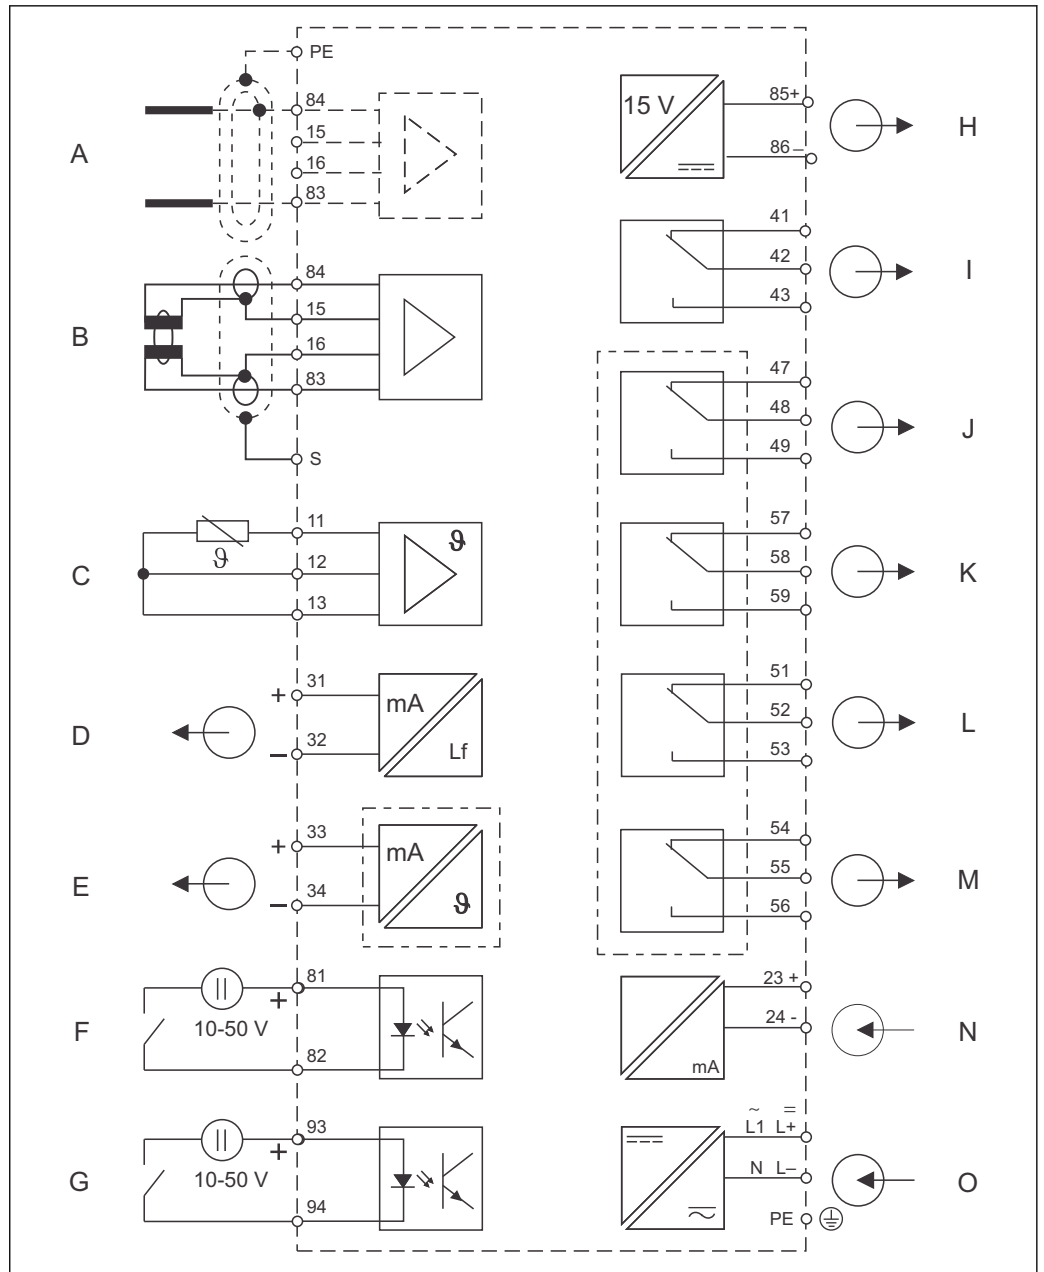 PE
84
15
16
83
A
84
15
16
83
S
B
11
12
13
ϑ
ϑ
C
+ 31
– 32
mA
Lf
D
+ 33
– 34
mA
ϑ
E
81
+
10-50 V
82
F
93
+
10-50 V
94
G
15 V
85+
86–
H
41
42
43
I
47
48
49
J
57
58
59
K
51
52
53
L
54
55
56
M
23 +
24 -
mA
N
~ =
L1 L+
N L–
PE
O